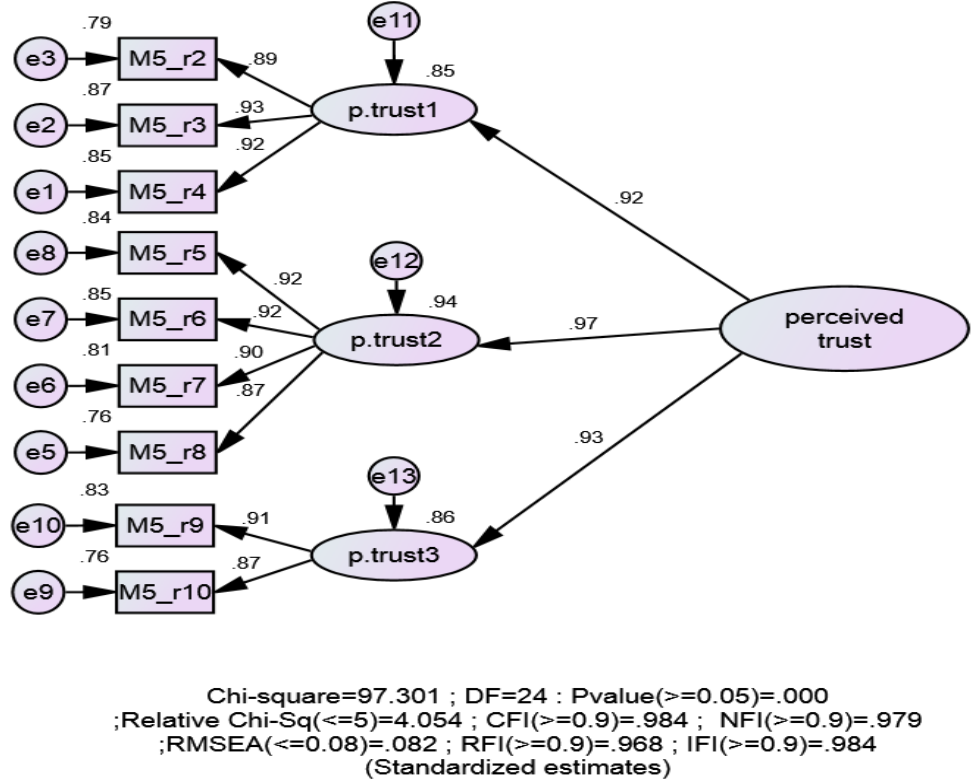 e11
.79
e3
M5_r2
.89
.85
.87
p.trust1
e2
M5_r3
.93
.92
.85
e1
M5_r4
.92
.84
e8
M5_r5
e12
.92
.94
.85
e7
M5_r6
.92
.97
perceived
trust
p.trust2
.81
.90
e6
M5_r7
.87
.76
e5
M5_r8
.93
e13
.83
.86
e10
M5_r9
.91
p.trust3
.76
.87
e9
M5_r10
Chi-square=97.301 ; DF=24 : Pvalue(>=0.05)=.000
;Relative Chi-Sq(<=5)=4.054 ; CFI(>=0.9)=.984 ; NFI(>=0.9)=.979
;RMSEA(<=0.08)=.082 ; RFI(>=0.9)=.968 ; IFI(>=0.9)=.984
(Standardized estimates)